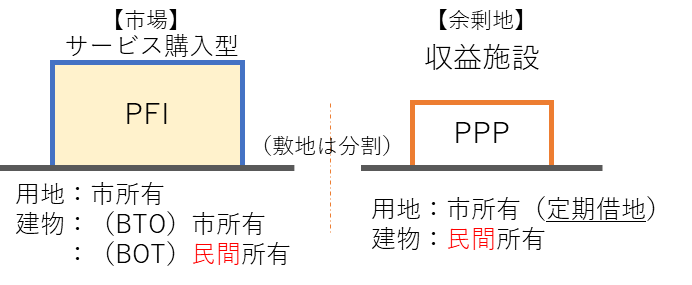 【市場】
サービス購入型
PFI
用地：市所有
建物：（BTO）市所有
：（BOT）民間所有
（敷地は分割）
【余剰地】
収益施設
PPP
用地：市所有（定期借地）
建物：民間所有